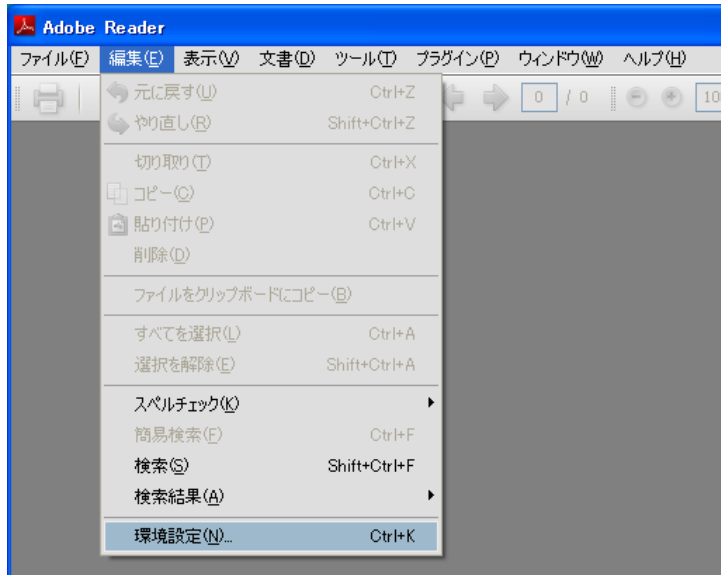 Adobe Reader
ファイル(F) 編集(E) 表示(V) 文書(D) ツール(T) プラグイン(P) ウィンドウ(W) ヘルプ(H)
0 / 0 10
元に戻す(U) Ctrl+Z
やり直し(R) Shift+Ctrl+Z
切り取り(T) Ctrl+X
コピー(C) Ctrl+C
貼り付け(P) Ctrl+V
削除(D)
ファイルをクリップボードにコピー(B)
すべてを選択(L) Ctrl+A
選択を解除(E) Shift+Ctrl+A
スペルチェック(K)
簡易検索(F) Ctrl+F
検索(S) Shift+Ctrl+F
検索結果(A)
環境設定(N)... Ctrl+K